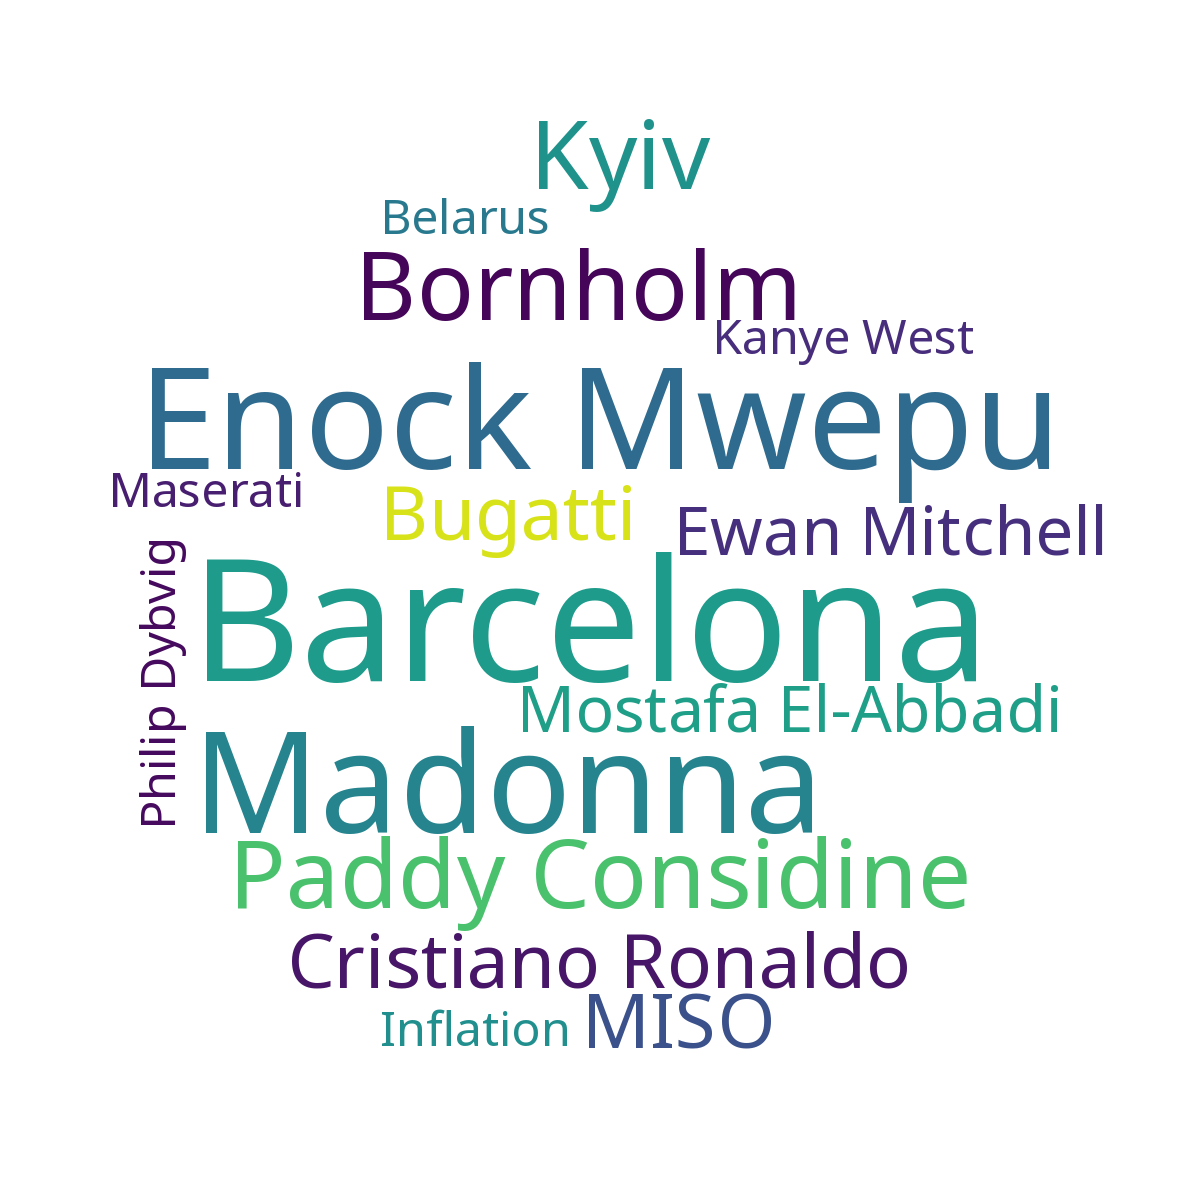 Kyiv
Belarus
Bornholm
Kanye West
Enock Mwepu
Maserati
Bugatti
Ewan Mitchell
Philip Dybvig
Barcelona
Mostafa El-Abbadi
Madonna
Paddy Considine
Cristiano Ronaldo
Inflation
MISO